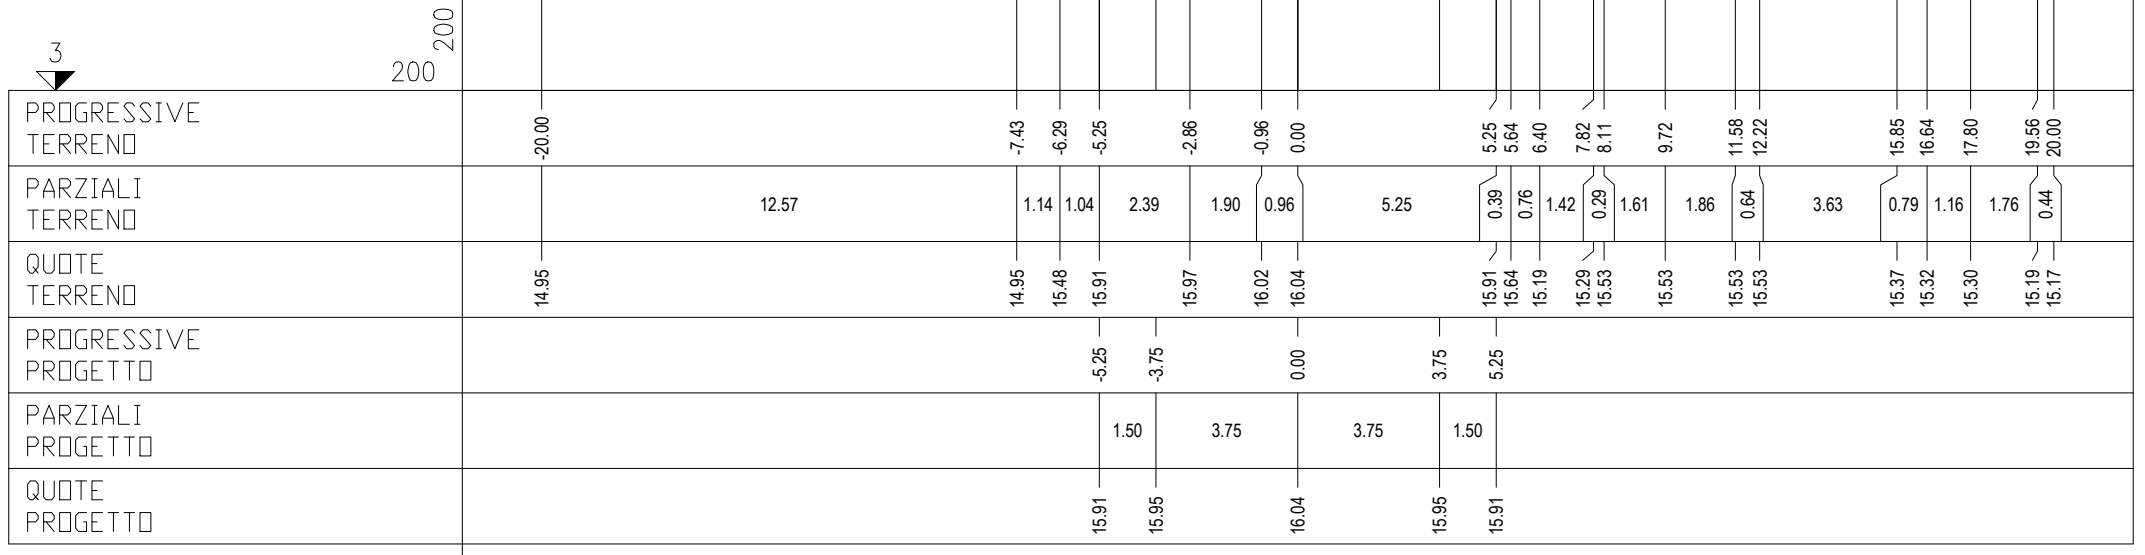 200
3
200
PROGRESSIVE
TERRENO
-20.00 -7.43 -6.29 -5.25 -2.86 -0.96 0.00 5.25 5.64 6.40 7.82 8.11 9.72 11.58 12.22 15.85 16.64 17.80 19.56 20.00
PARZIALI
TERRENO
12.57 1.14 1.04 2.39 1.90 0.96 5.25 0.39 0.76 1.42 0.29 1.61 1.86 0.64 3.63 0.79 1.16 1.76 0.44
QUOTE
TERRENO
14.95 14.95 15.48 15.91 15.97 16.02 16.04 15.91 15.64 15.19 15.29 15.53 15.53 15.53 15.53 15.37 15.32 15.30 15.19 15.17
PROGRESSIVE
PROGETTO
-5.25 -3.75 0.00 3.75 5.25
PARZIALI
PROGETTO
1.50 3.75 3.75 1.50
QUOTE
PROGETTO
15.91 15.95 16.04 15.95 15.91